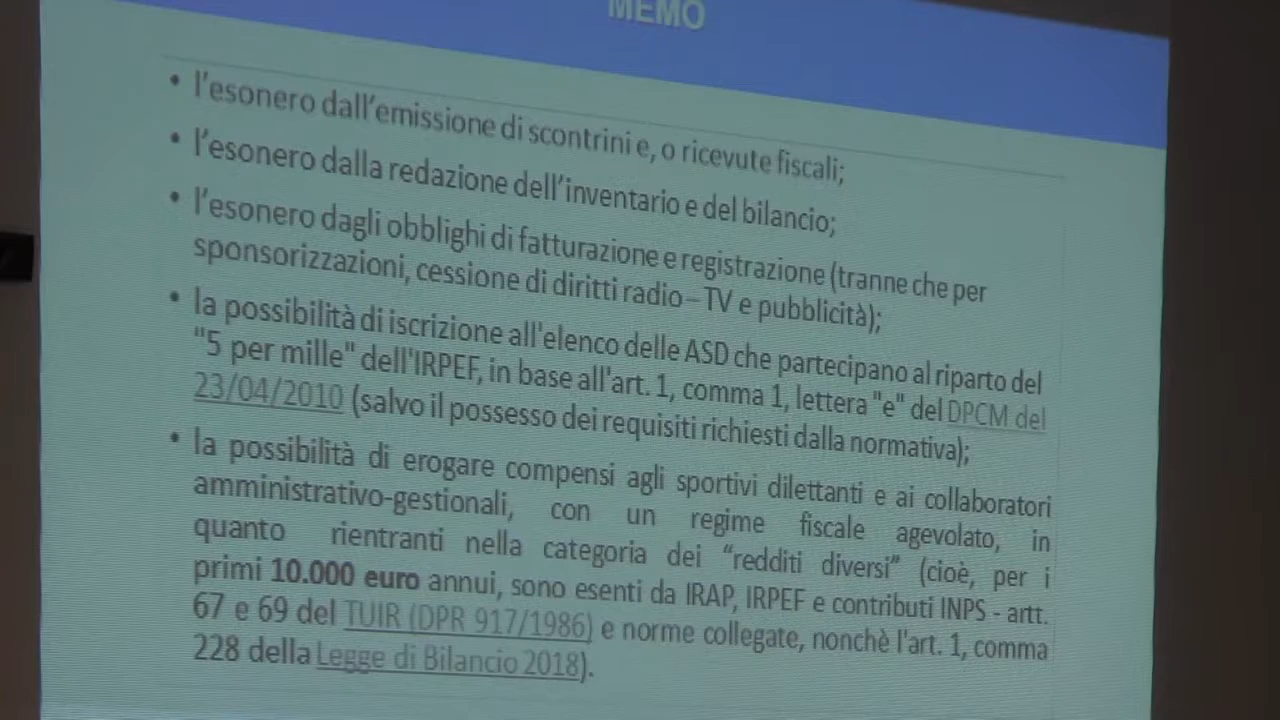 MEMO
• l'esonero dall'emissione di scontrini e, o ricevute fiscali;
• l'esonero dalla redazione dell'inventario e del bilancio;
• l'esonero dagli obblighi di fatturazione e registrazione (tranne che per
sponsorizzazioni, cessione di diritti radio–TV e pubblicità);
• la possibilità di iscrizione all'elenco delle ASD che partecipano al riparto del
"5 per mille" dell'IRPEF, in base all'art. 1, comma 1, lettera "e" del DPCM del
23/04/2010 (salvo il possesso dei requisiti richiesti dalla normativa);
• la possibilità di erogare compensi agli sportivi dilettanti e ai collaboratori
amministrativo-gestionali, con un regime fiscale agevolato, in
quanto rientranti nella categoria dei “redditi diversi” (cioè, per i
primi 10.000 euro annui, sono esenti da IRAP, IRPEF e contributi INPS - artt.
67 e 69 del TUIR (DPR 917/1986) e norme collegate, nonchè l'art. 1, comma
228 della Legge di Bilancio 2018).